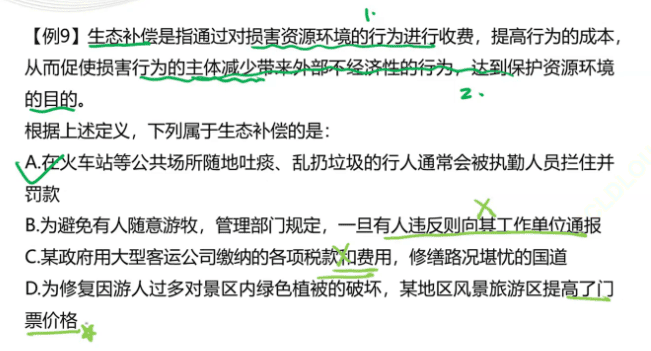 1.
【例9】生态补偿是指通过对损害资源环境的行为进行收费，提高行为的成本，
从而促使损害行为的主体减少带来外部不经济性的行为，达到保护资源环境
2.
的目的。
根据上述定义，下列属于生态补偿的是：
A.在火车站等公共场所随地吐痰、乱扔垃圾的行人通常会被执勤人员拦住并
罚款
B.为避免有人随意游牧，管理部门规定，一旦有人违反则向其工作单位通报
C.某政府用大型客运公司缴纳的各项税款和费用，修缮路况堪忧的国道
D.为修复因游人过多对景区内绿色植被的破坏，某地区风景旅游区提高了门
票价格